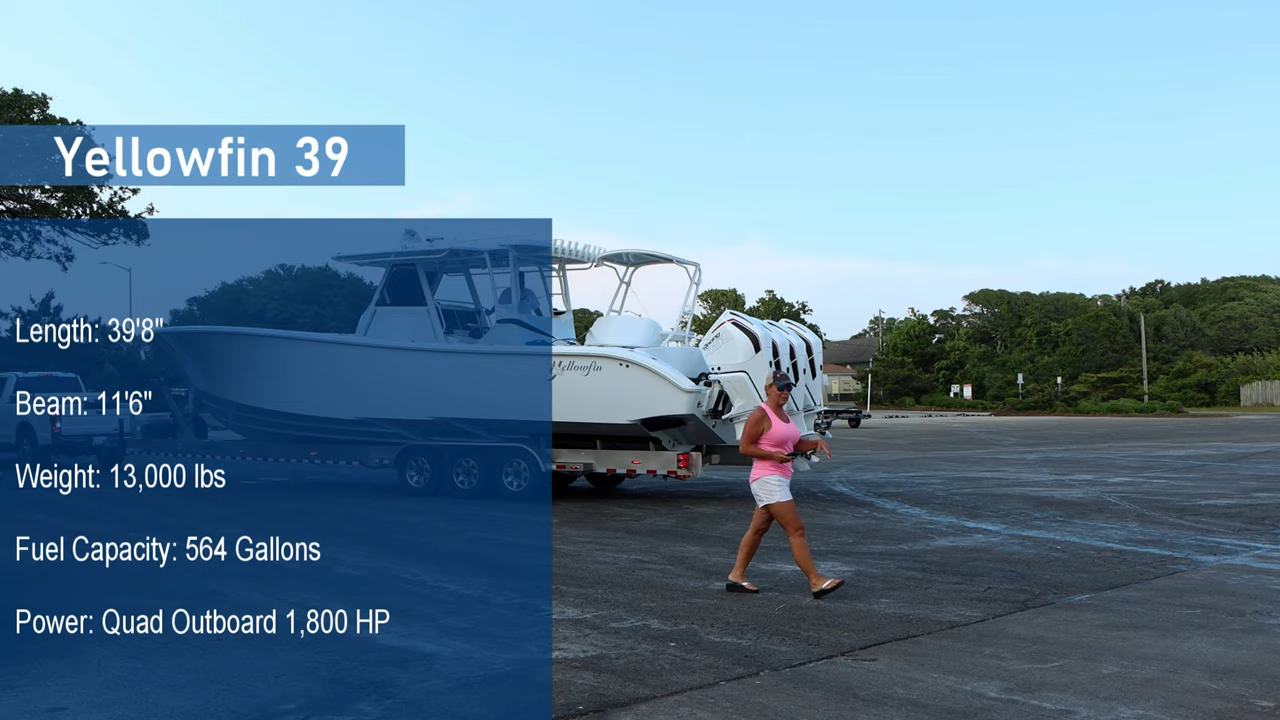 Yellowfin 39
Length: 39'8"
Beam: 11'6"
Weight: 13,000 lbs
Fuel Capacity: 564 Gallons
Power: Quad Outboard 1,800 HP
Yellowfin